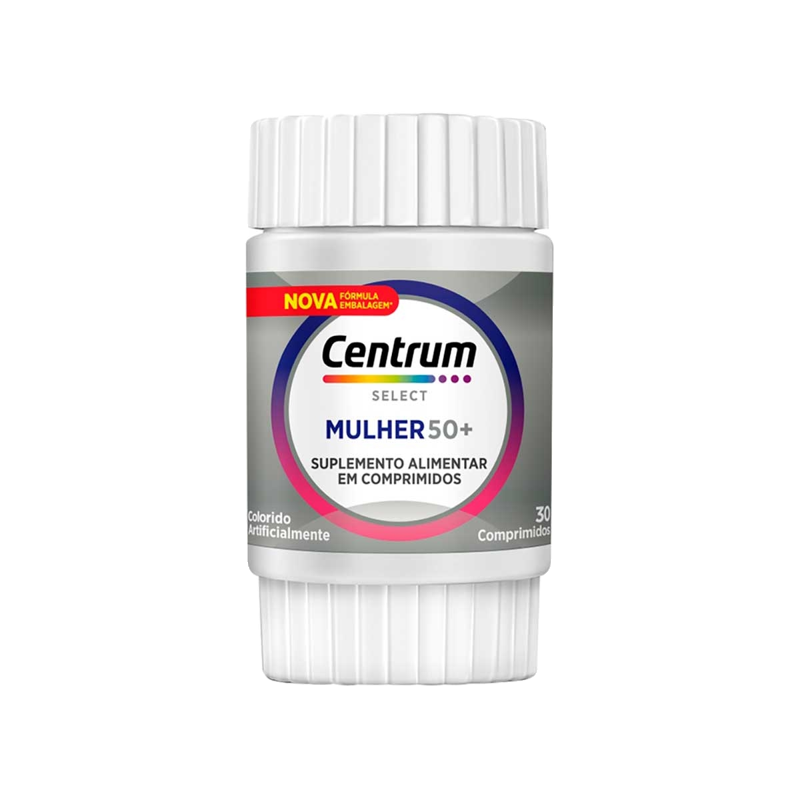 NOVA FÓRMULA
EMBALAGEM*
Centrum
SELECT
MULHER 50+
SUPLEMENTO ALIMENTAR
EM COMPRIMIDOS
Colorido
Artificialmente
30
Comprimidos